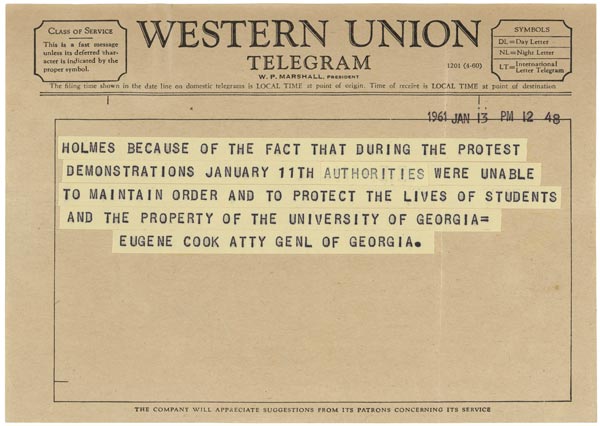 CLASS OF SERVICE
This is a fast message
unless its deferred char-
acter is indicated by the
proper symbol.
WESTERN UNION
TELEGRAM
W. P. MARSHALL, PRESIDENT
1201 (4-60)
SYMBOLS
DL=Day Letter
NL=Night Letter
LT=International Letter Telegram
The filing time shown in the date line on domestic telegrams is LOCAL TIME at point of origin. Time of receipt is LOCAL TIME at point of destination
1961 JAN 13 PM 12 48
HOLMES BECAUSE OF THE FACT THAT DURING THE PROTEST
DEMONSTRATIONS JANUARY 11TH AUTHORITIES WERE UNABLE
TO MAINTAIN ORDER AND TO PROTECT THE LIVES OF STUDENTS
AND THE PROPERTY OF THE UNIVERSITY OF GEORGIA=
EUGENE COOK ATTY GENL OF GEORGIA.
THE COMPANY WILL APPRECIATE SUGGESTIONS FROM ITS PATRONS CONCERNING ITS SERVICE